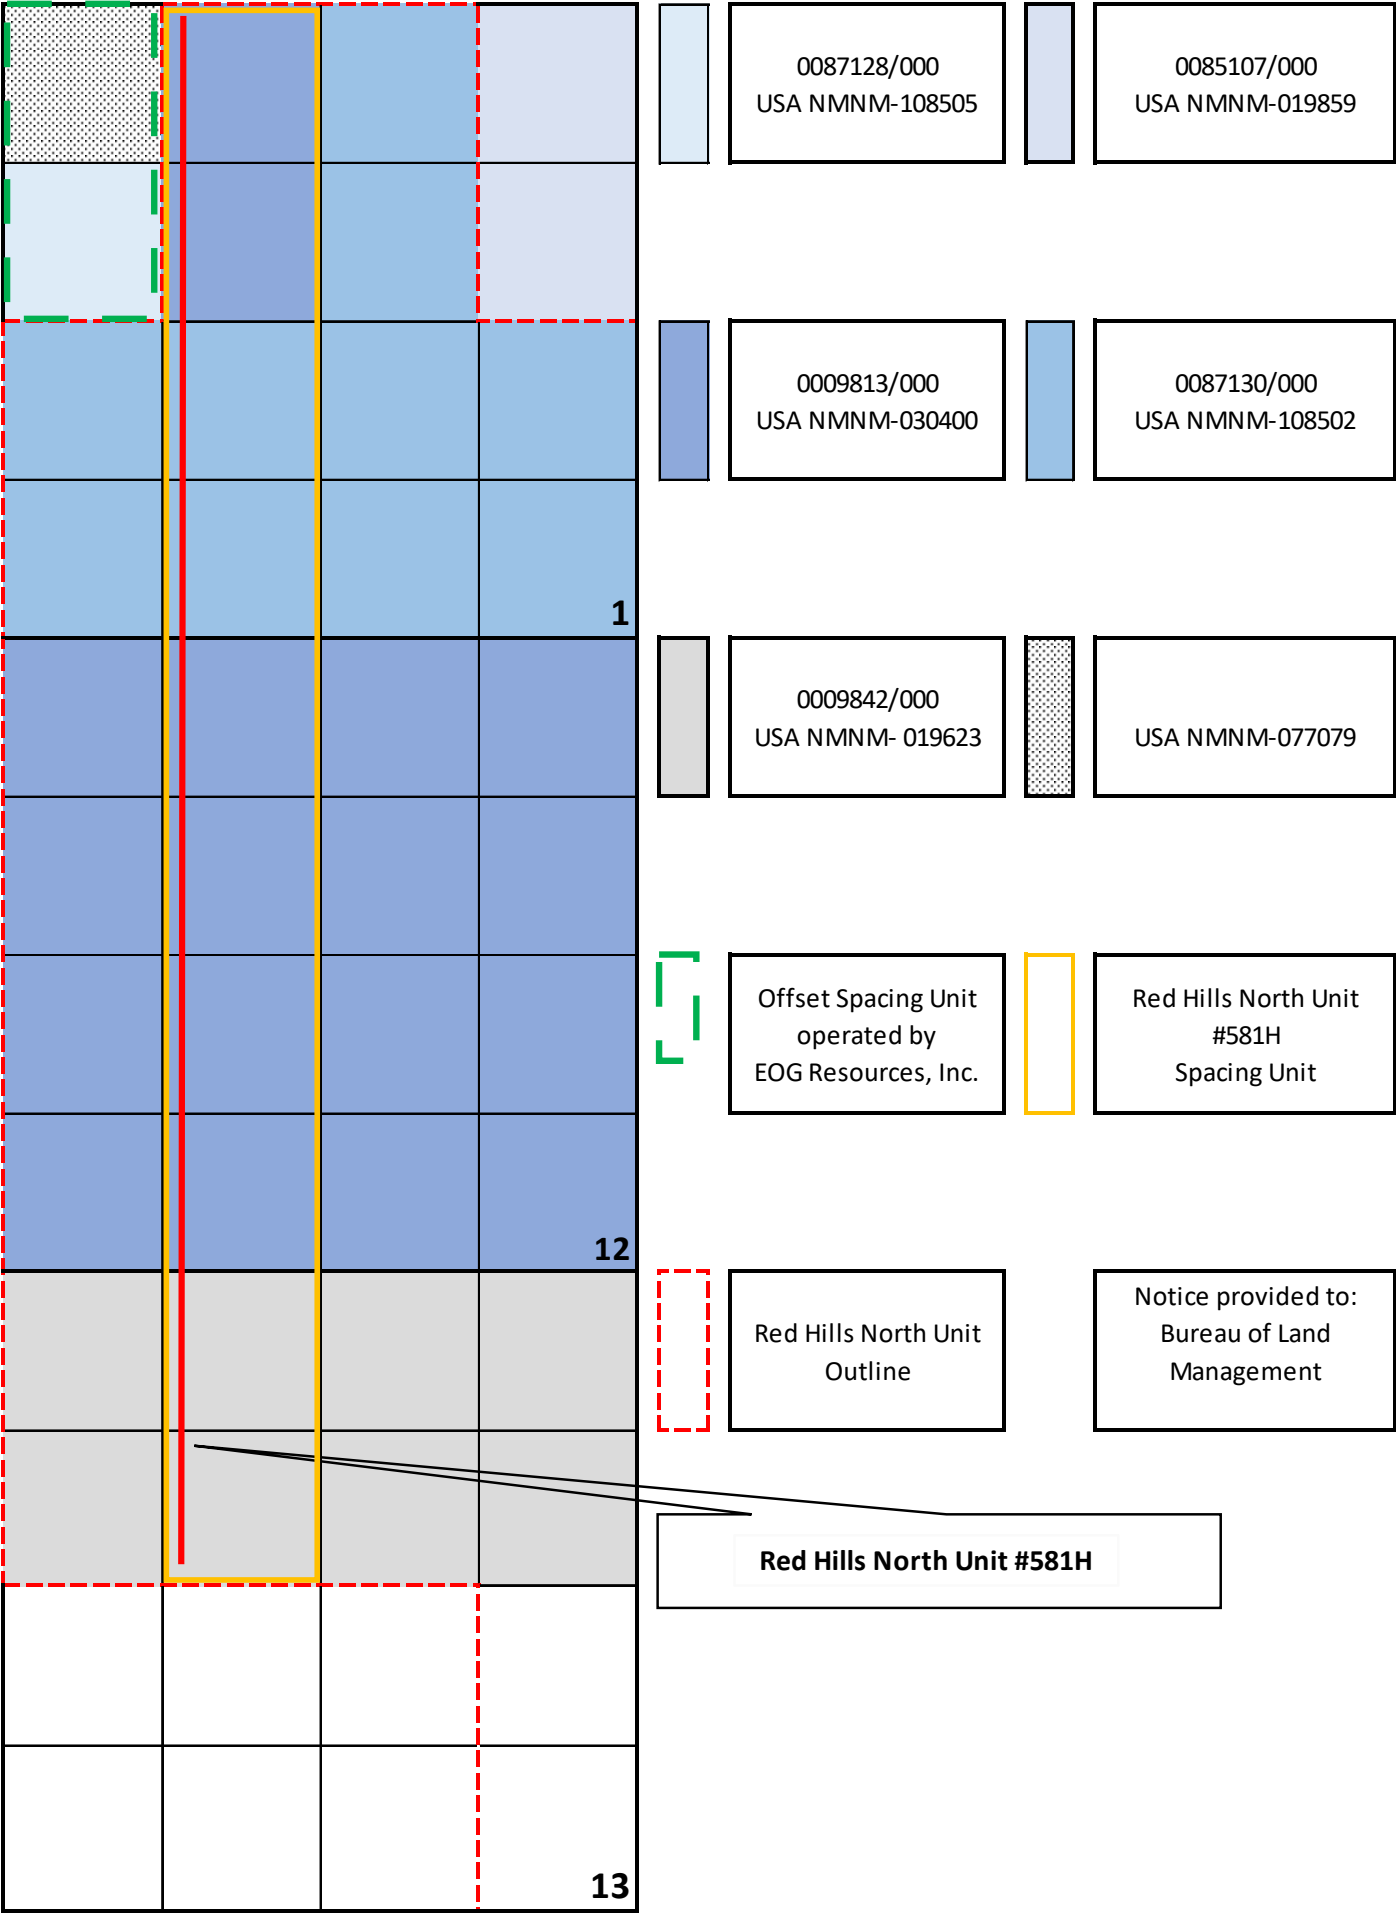 0087128/000
USA NMNM-108505
0085107/000
USA NMNM-019859
0009813/000
USA NMNM-030400
0087130/000
USA NMNM-108502
1
0009842/000
USA NMNM- 019623
USA NMNM-077079
Offset Spacing Unit
operated by
EOG Resources, Inc.
Red Hills North Unit
#581H
Spacing Unit
12
Red Hills North Unit
Outline
Notice provided to:
Bureau of Land
Management
Red Hills North Unit #581H
13